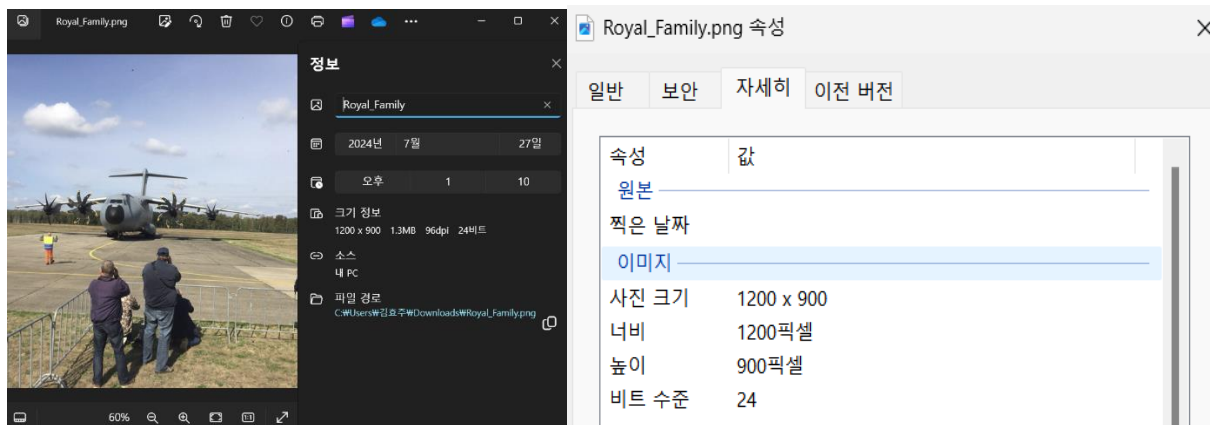 Royal_Family.png
정보
Royal_Family
2024년 7월 27일
오후 1 10
크기 정보
1200 x 900 1.3MB 96dpi 24비트
소스
내 PC
파일 경로
C:₩Users₩김효주₩Downloads₩Royal_Family.png
60%
1:1
Royal_Family.png 속성
일반 보안 자세히 이전 버전
속성 값
원본
찍은 날짜
이미지
사진 크기 1200 x 900
너비 1200픽셀
높이 900픽셀
비트 수준 24